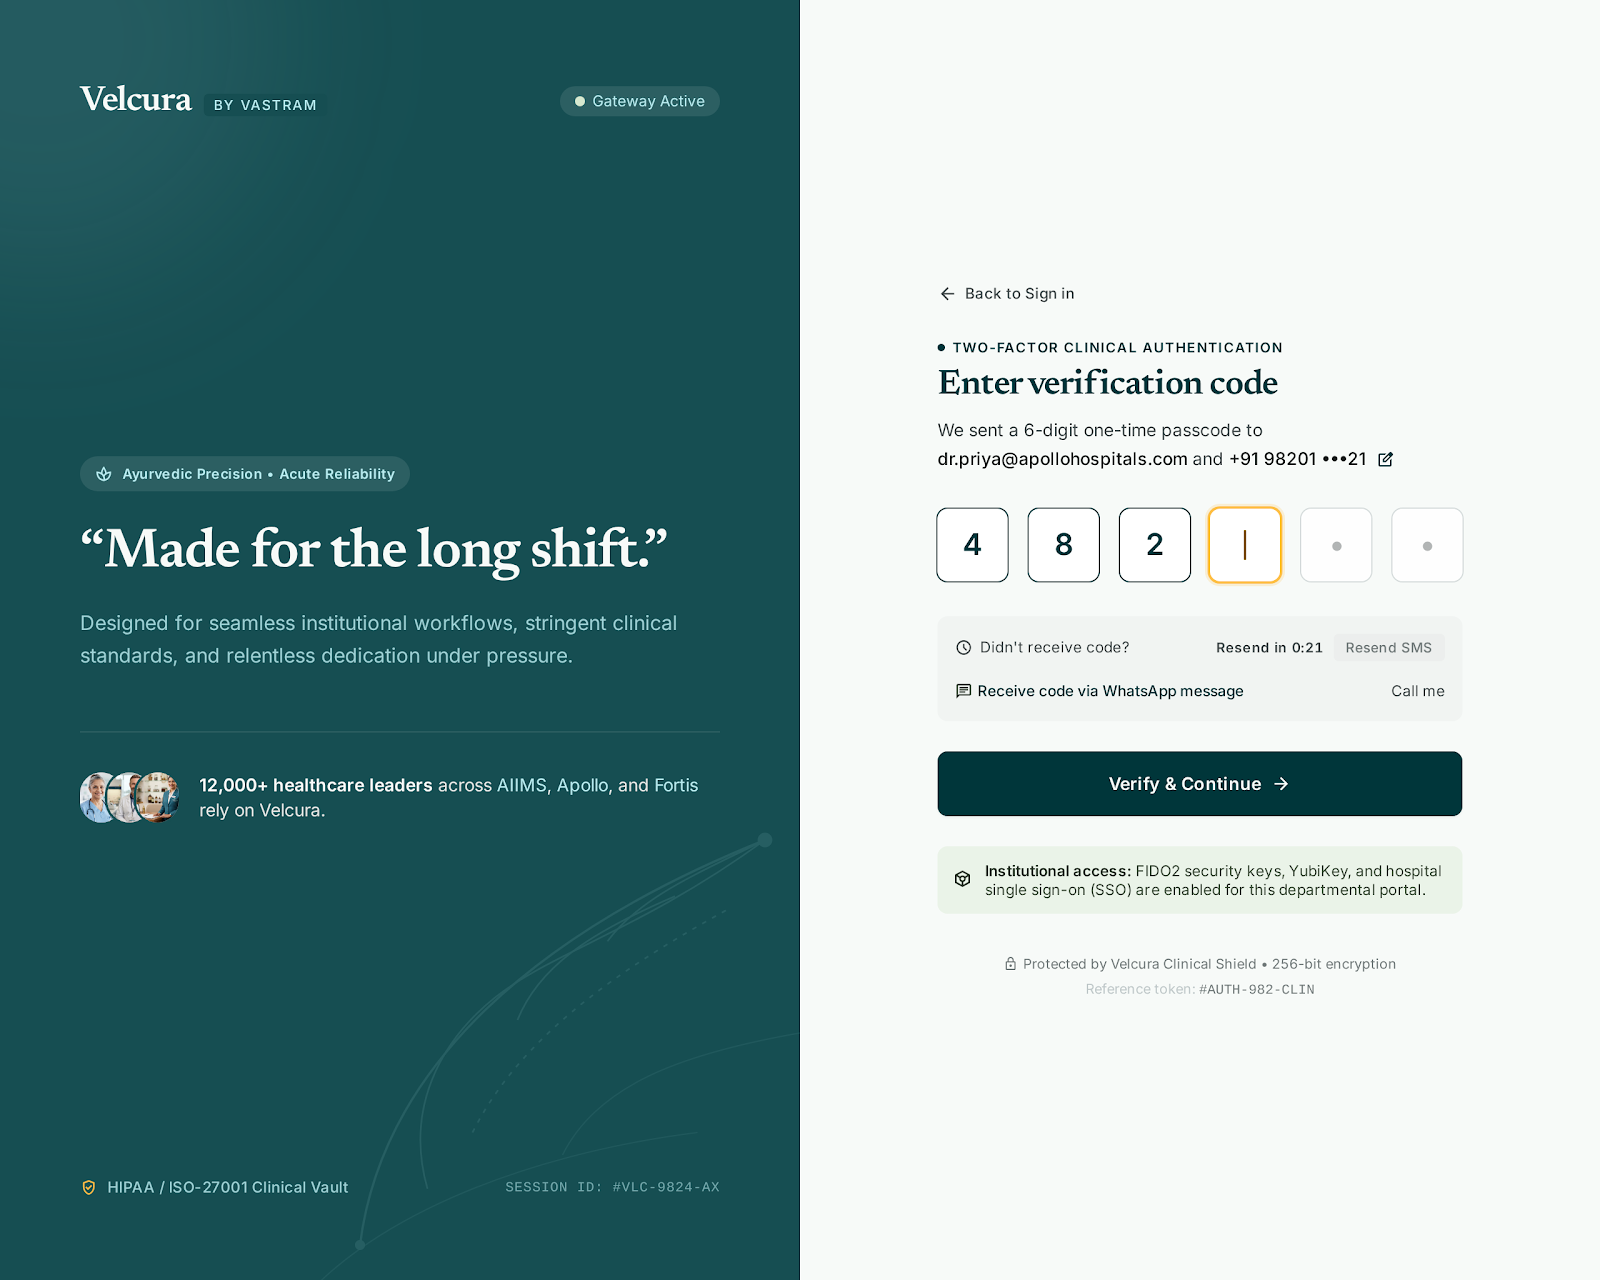 Velcura BY VASTRAM
Gateway Active
Ayurvedic Precision • Acute Reliability
“Made for the long shift.”
Designed for seamless institutional workflows, stringent clinical
standards, and relentless dedication under pressure.
12,000+ healthcare leaders across AIIMS, Apollo, and Fortis
rely on Velcura.
HIPAA / ISO-27001 Clinical Vault
SESSION ID: #VLC-9824-AX
Back to Sign in
• TWO-FACTOR CLINICAL AUTHENTICATION
Enter verification code
We sent a 6-digit one-time passcode to
dr.priya@apollohospitals.com and +91 98201 •••21
4 8 2 | • •
Didn't receive code? Resend in 0:21 Resend SMS
Receive code via WhatsApp message Call me
Verify & Continue →
Institutional access: FIDO2 security keys, YubiKey, and hospital
single sign-on (SSO) are enabled for this departmental portal.
Protected by Velcura Clinical Shield • 256-bit encryption
Reference token: #AUTH-982-CLIN